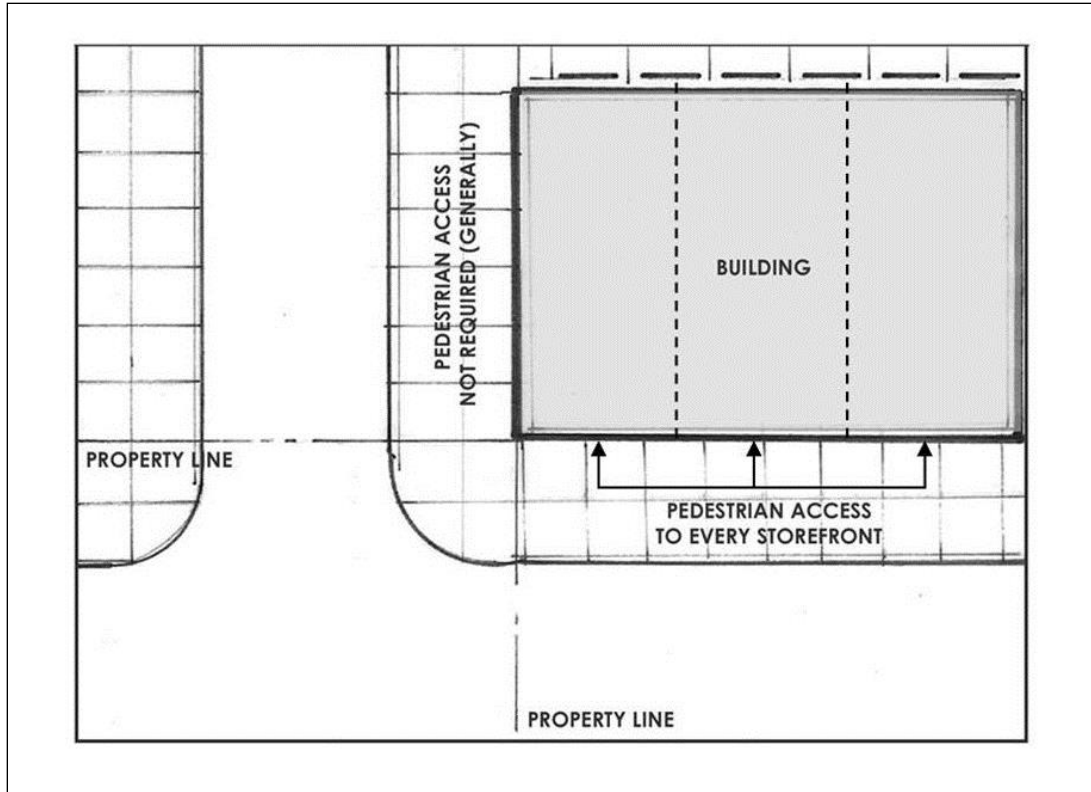 PEDESTRIAN ACCESS
NOT REQUIRED (GENERALLY)
BUILDING
PROPERTY LINE
PEDESTRIAN ACCESS
TO EVERY STOREFRONT
PROPERTY LINE